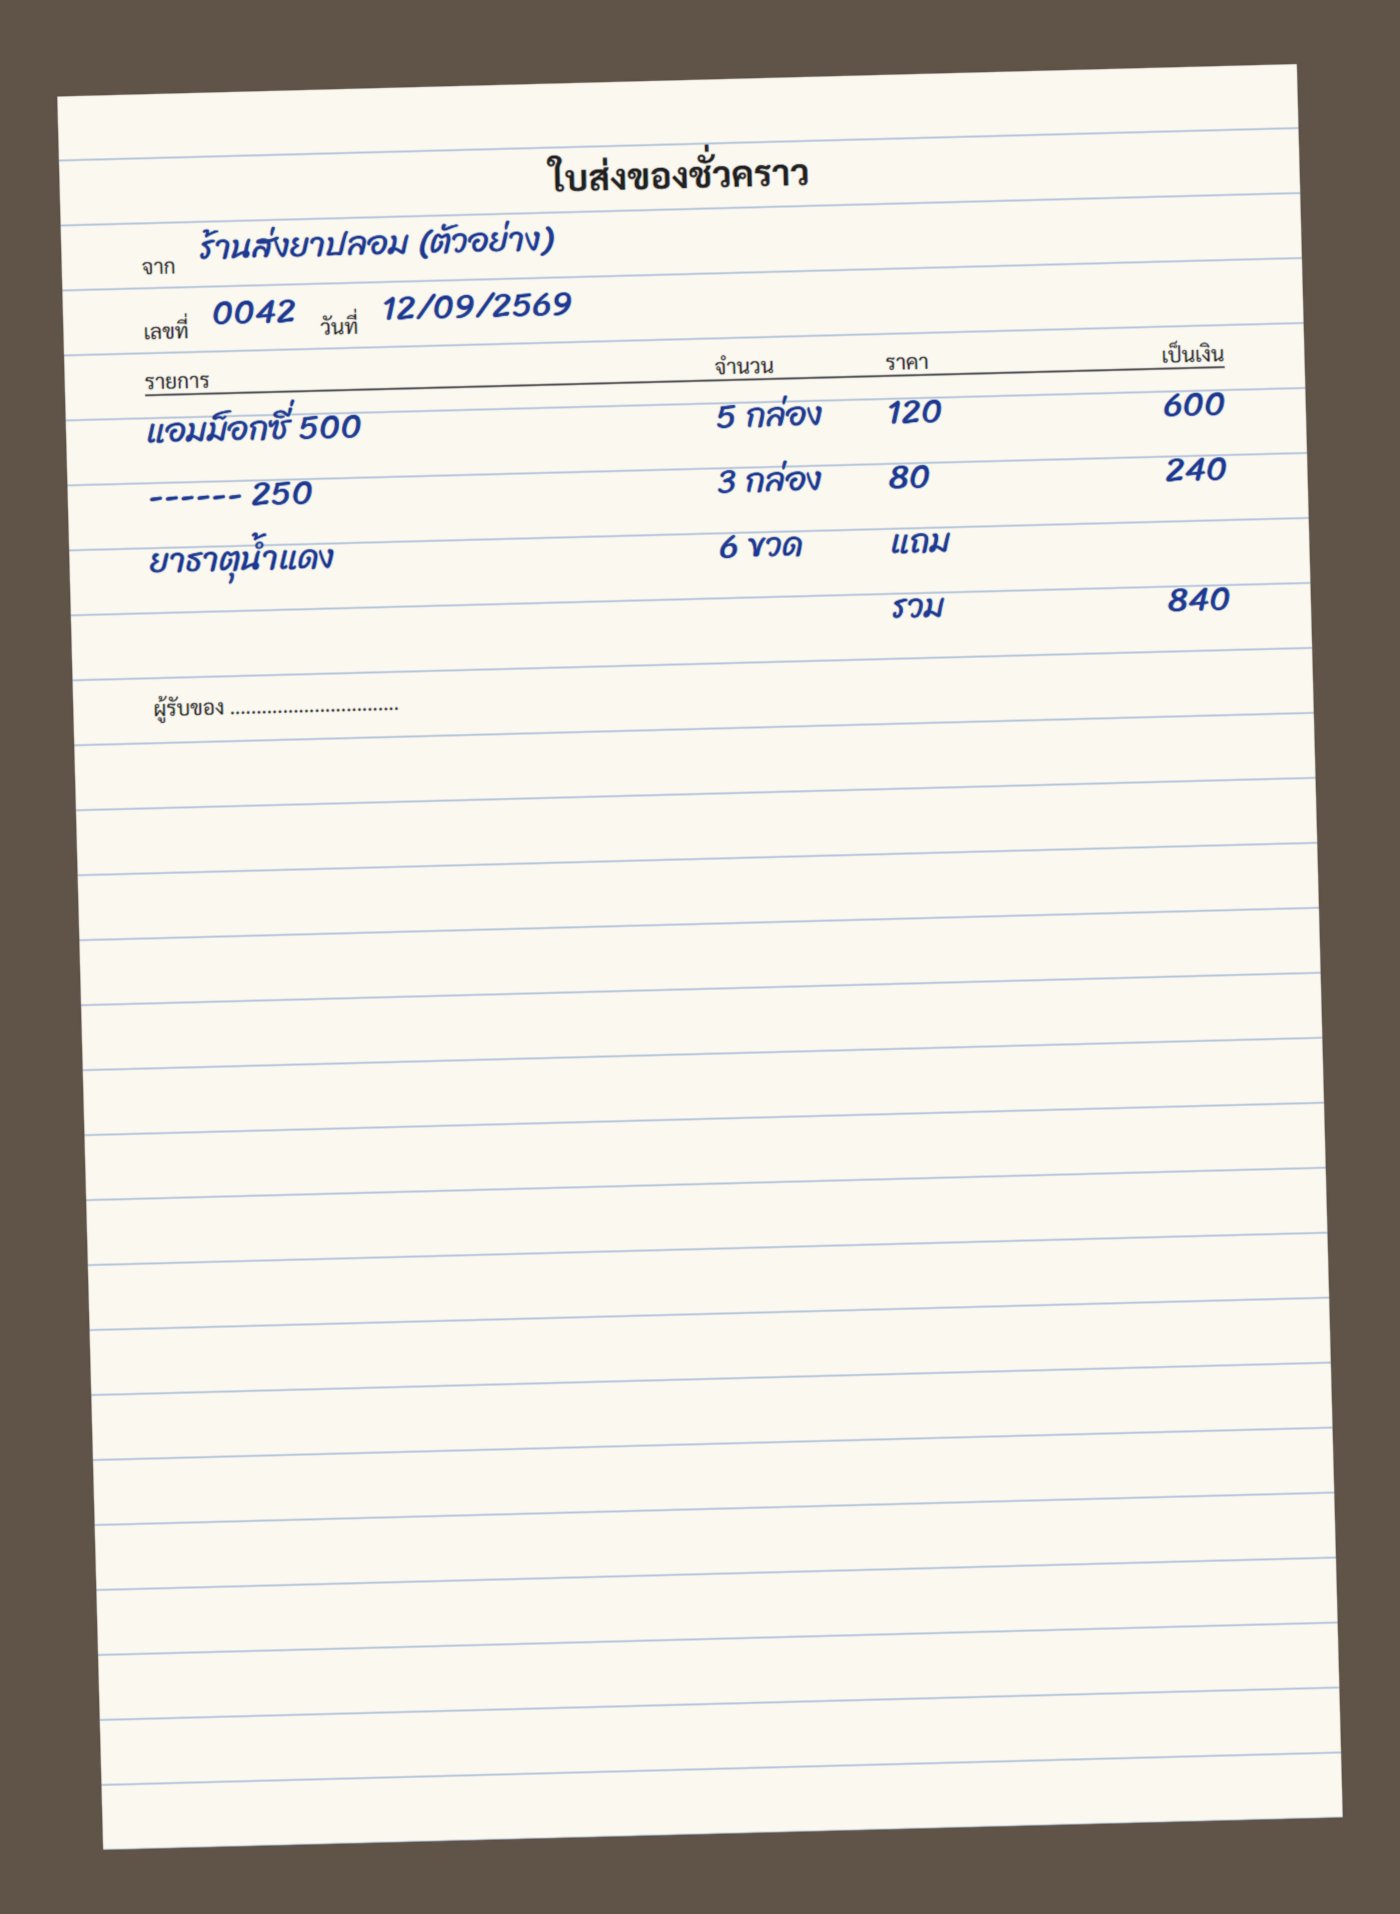 ใบส่งของชั่วคราว
จาก ร้านส่งยาปลอม (ตัวอย่าง)
เลขที่ 0042 วันที่ 12/09/2569
รายการ จำนวน ราคา เป็นเงิน
แอมม็อกซี่ 500 5 กล่อง 120 600
------ 250 3 กล่อง 80 240
ยาธาตุน้ำแดง 6 ขวด แถม
รวม 840
ผู้รับของ ................................